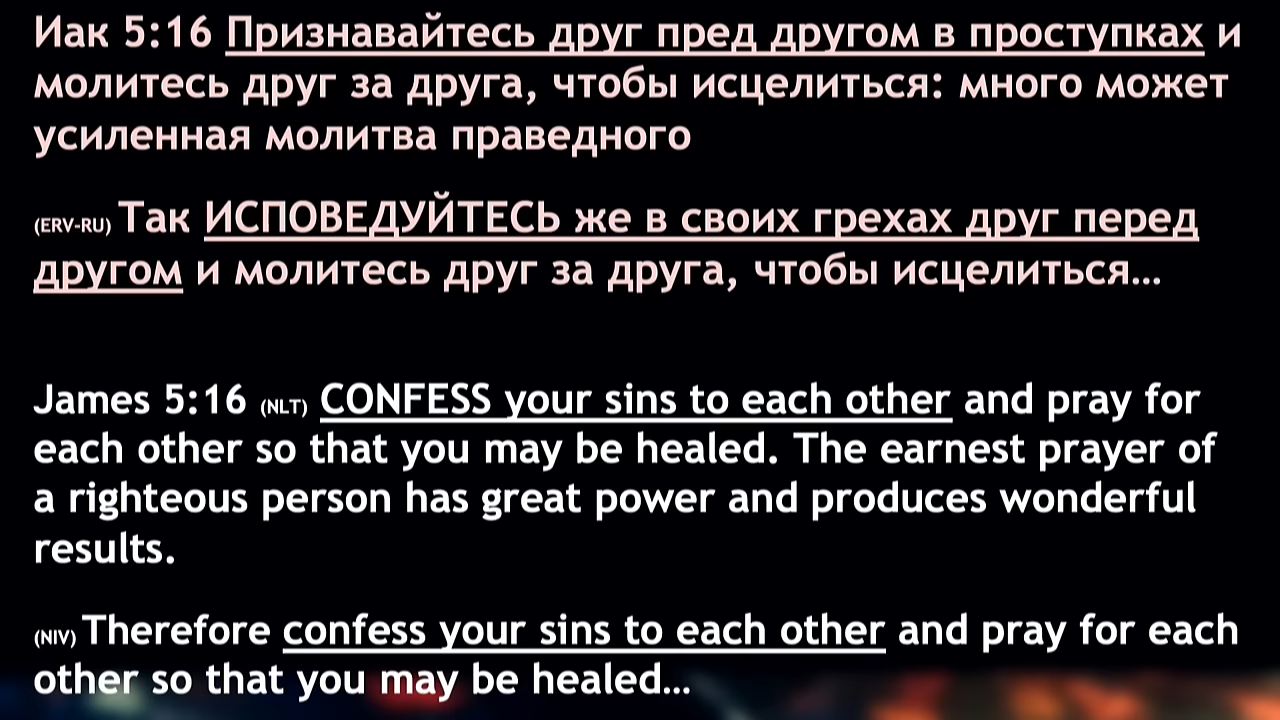 Иак 5:16 Признавайтесь друг пред другом в проступках и
молитесь друг за друга, чтобы исцелиться: много может
усиленная молитва праведного
(ERV-RU) Так ИСПОВЕДУЙТЕСЬ же в своих грехах друг перед
другом и молитесь друг за друга, чтобы исцелиться...
James 5:16 (NLT) CONFESS your sins to each other and pray for
each other so that you may be healed. The earnest prayer of
a righteous person has great power and produces wonderful
results.
(NIV) Therefore confess your sins to each other and pray for each
other so that you may be healed...